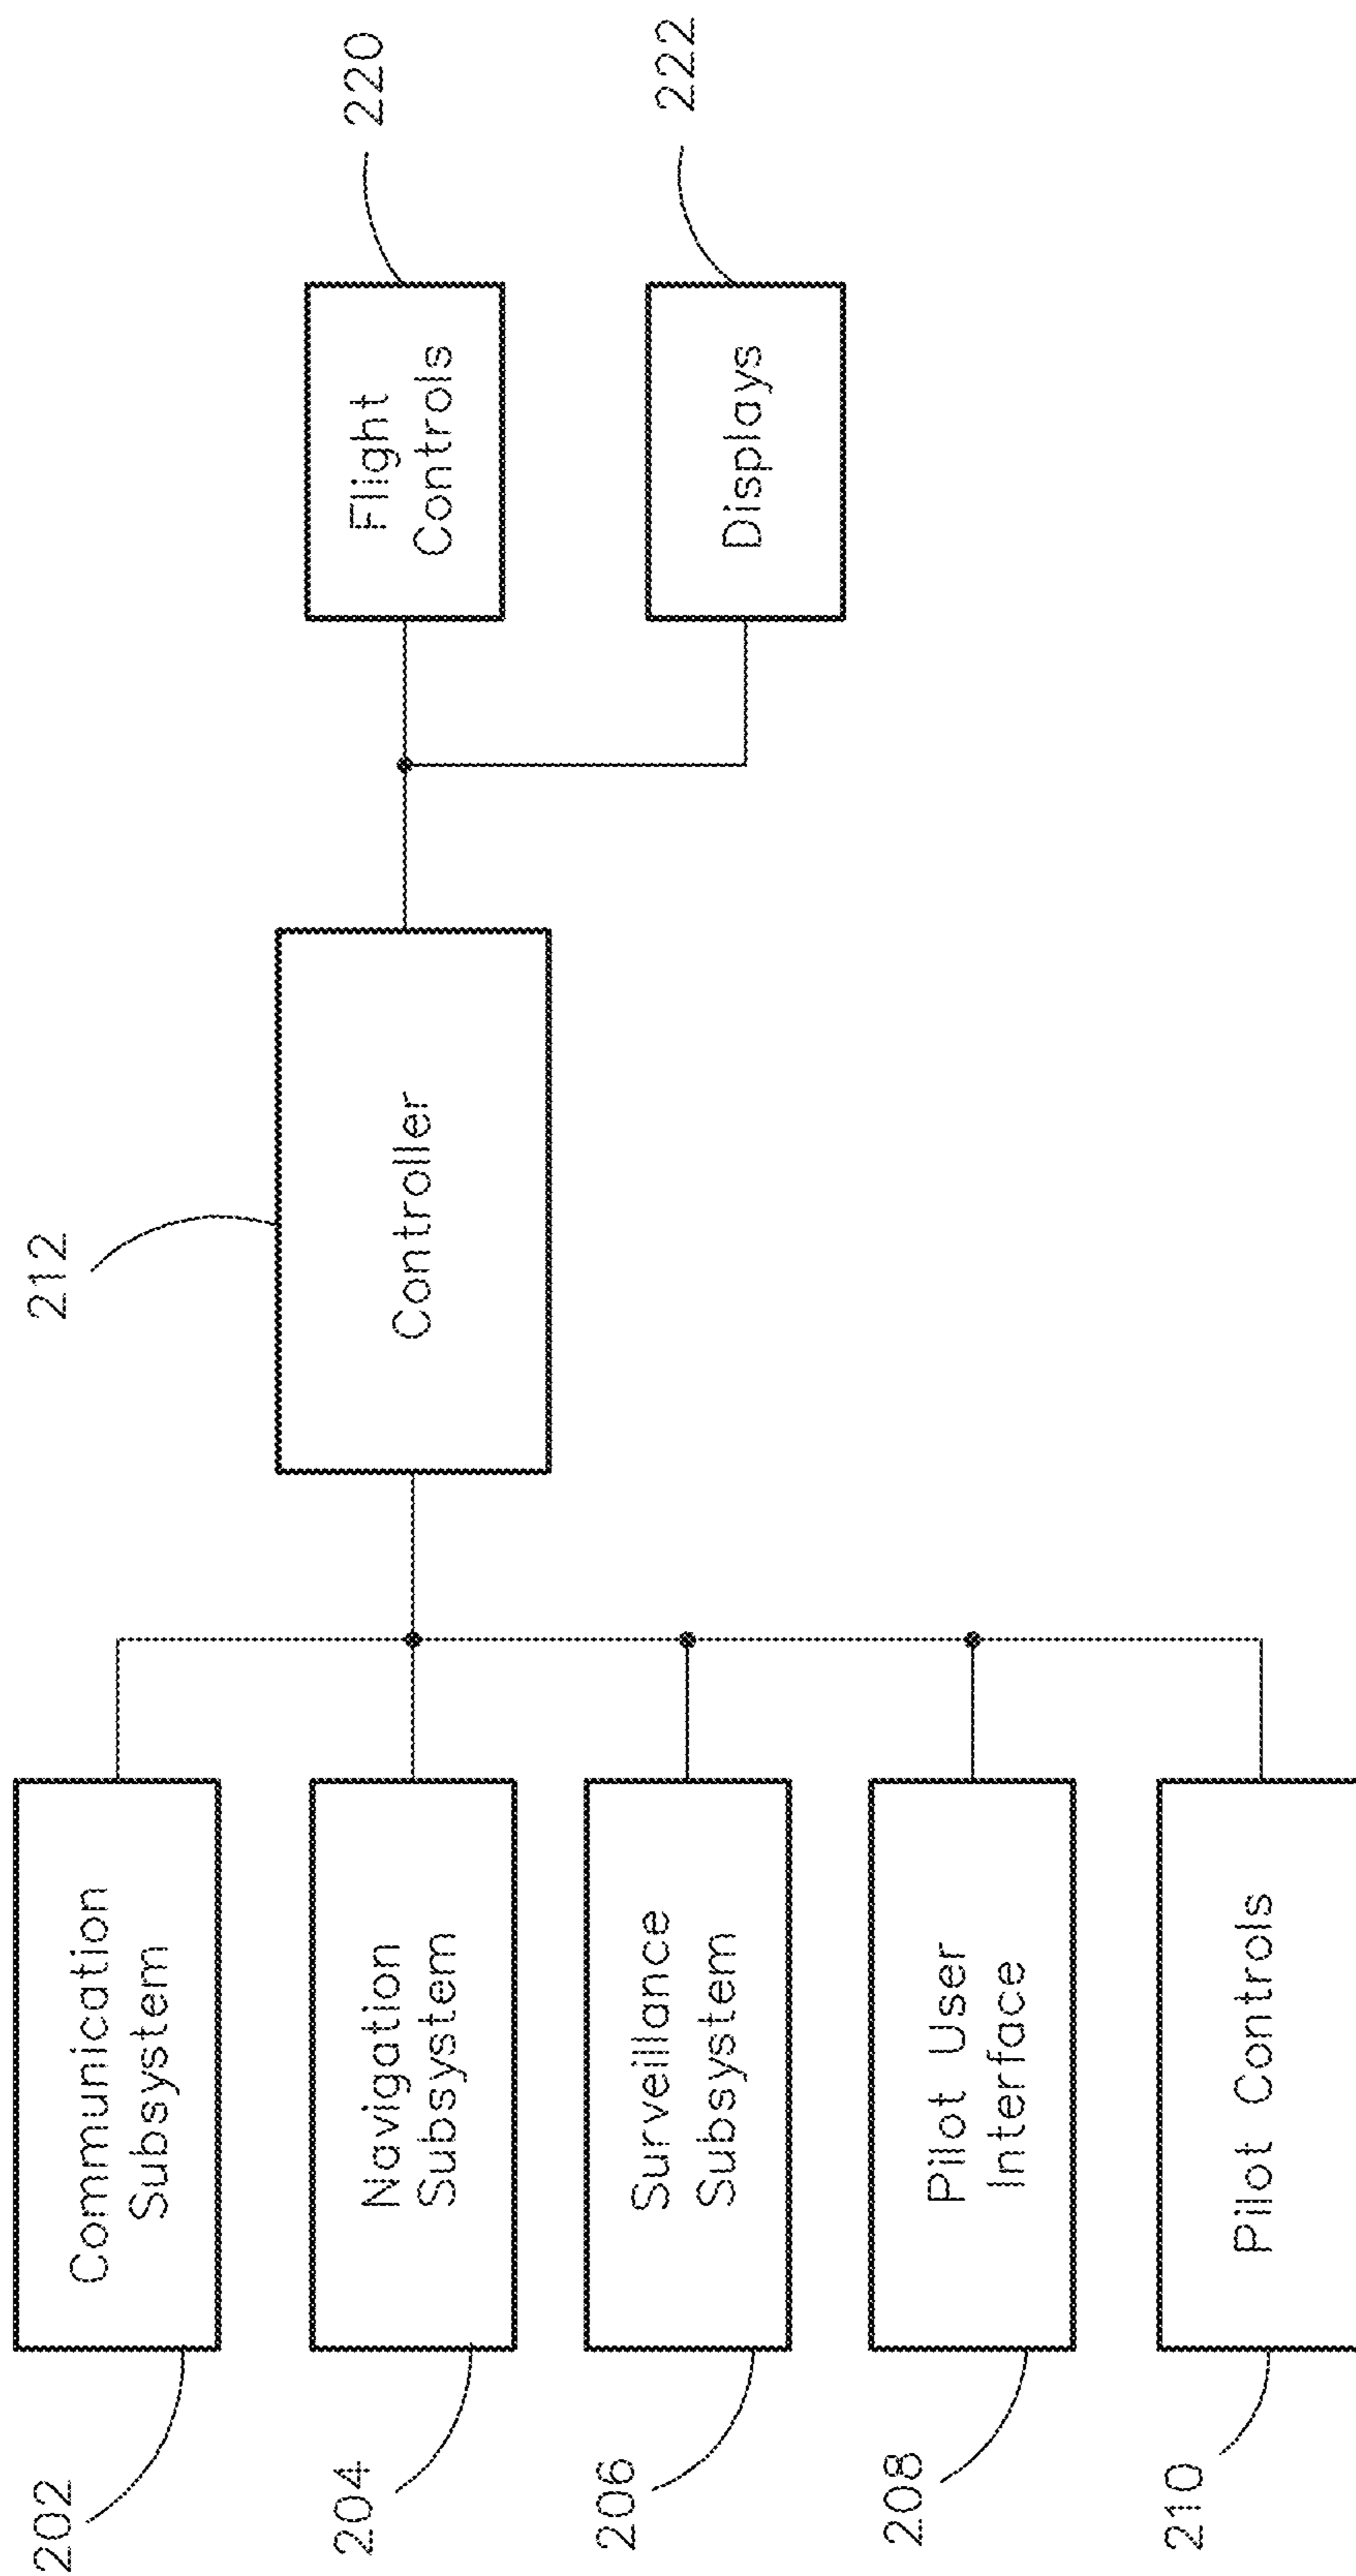 202
Communication
Subsystem
204
Navigation
Subsystem
206
Surveillance
Subsystem
208
Pilot User
Interface
210
Pilot Controls
212
Controller
Flight
Controls
220
Displays
222